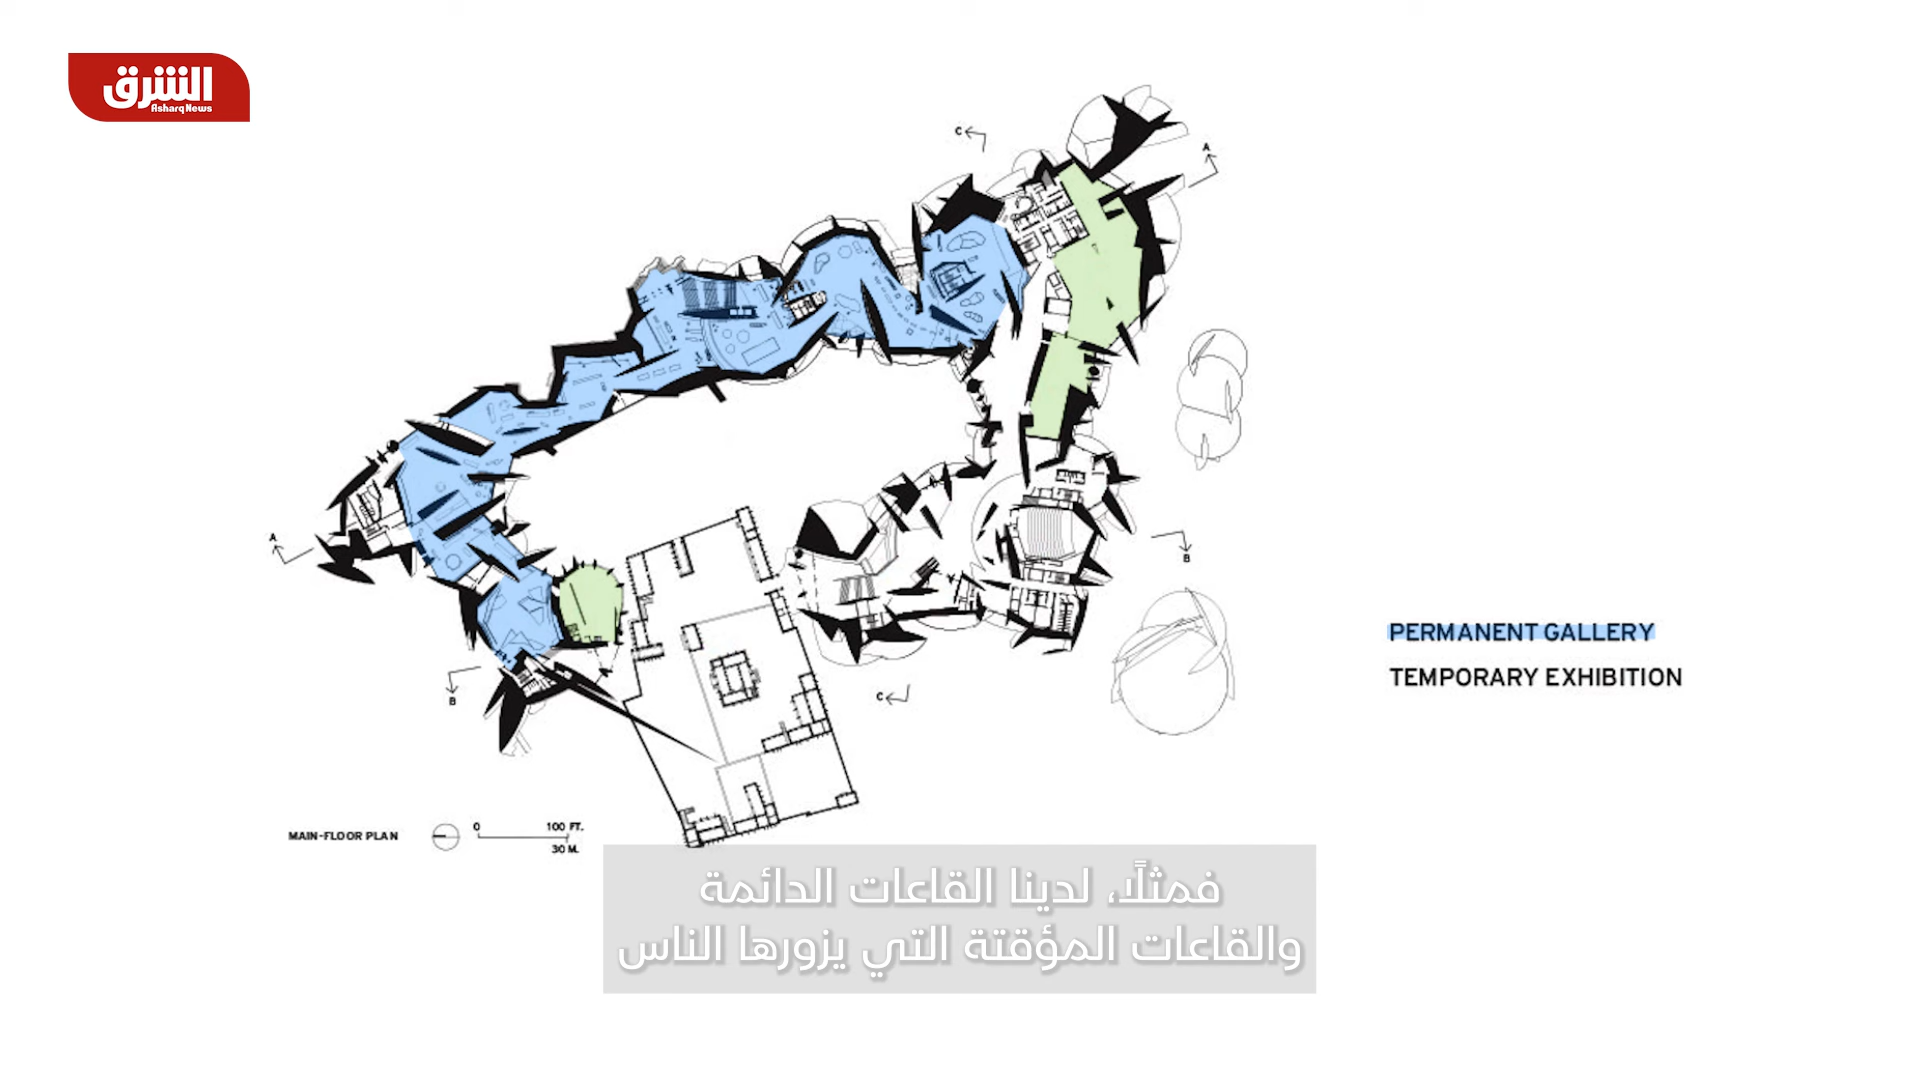 الشرق
Asharq News
C
A
A
B
B
C
PERMANENT GALLERY
TEMPORARY EXHIBITION
MAIN-FLOOR PLAN
0 100 FT.
30 M.
فمثلًا، لدينا القاعات الدائمة
والقاعات المؤقتة التي يزورها الناس